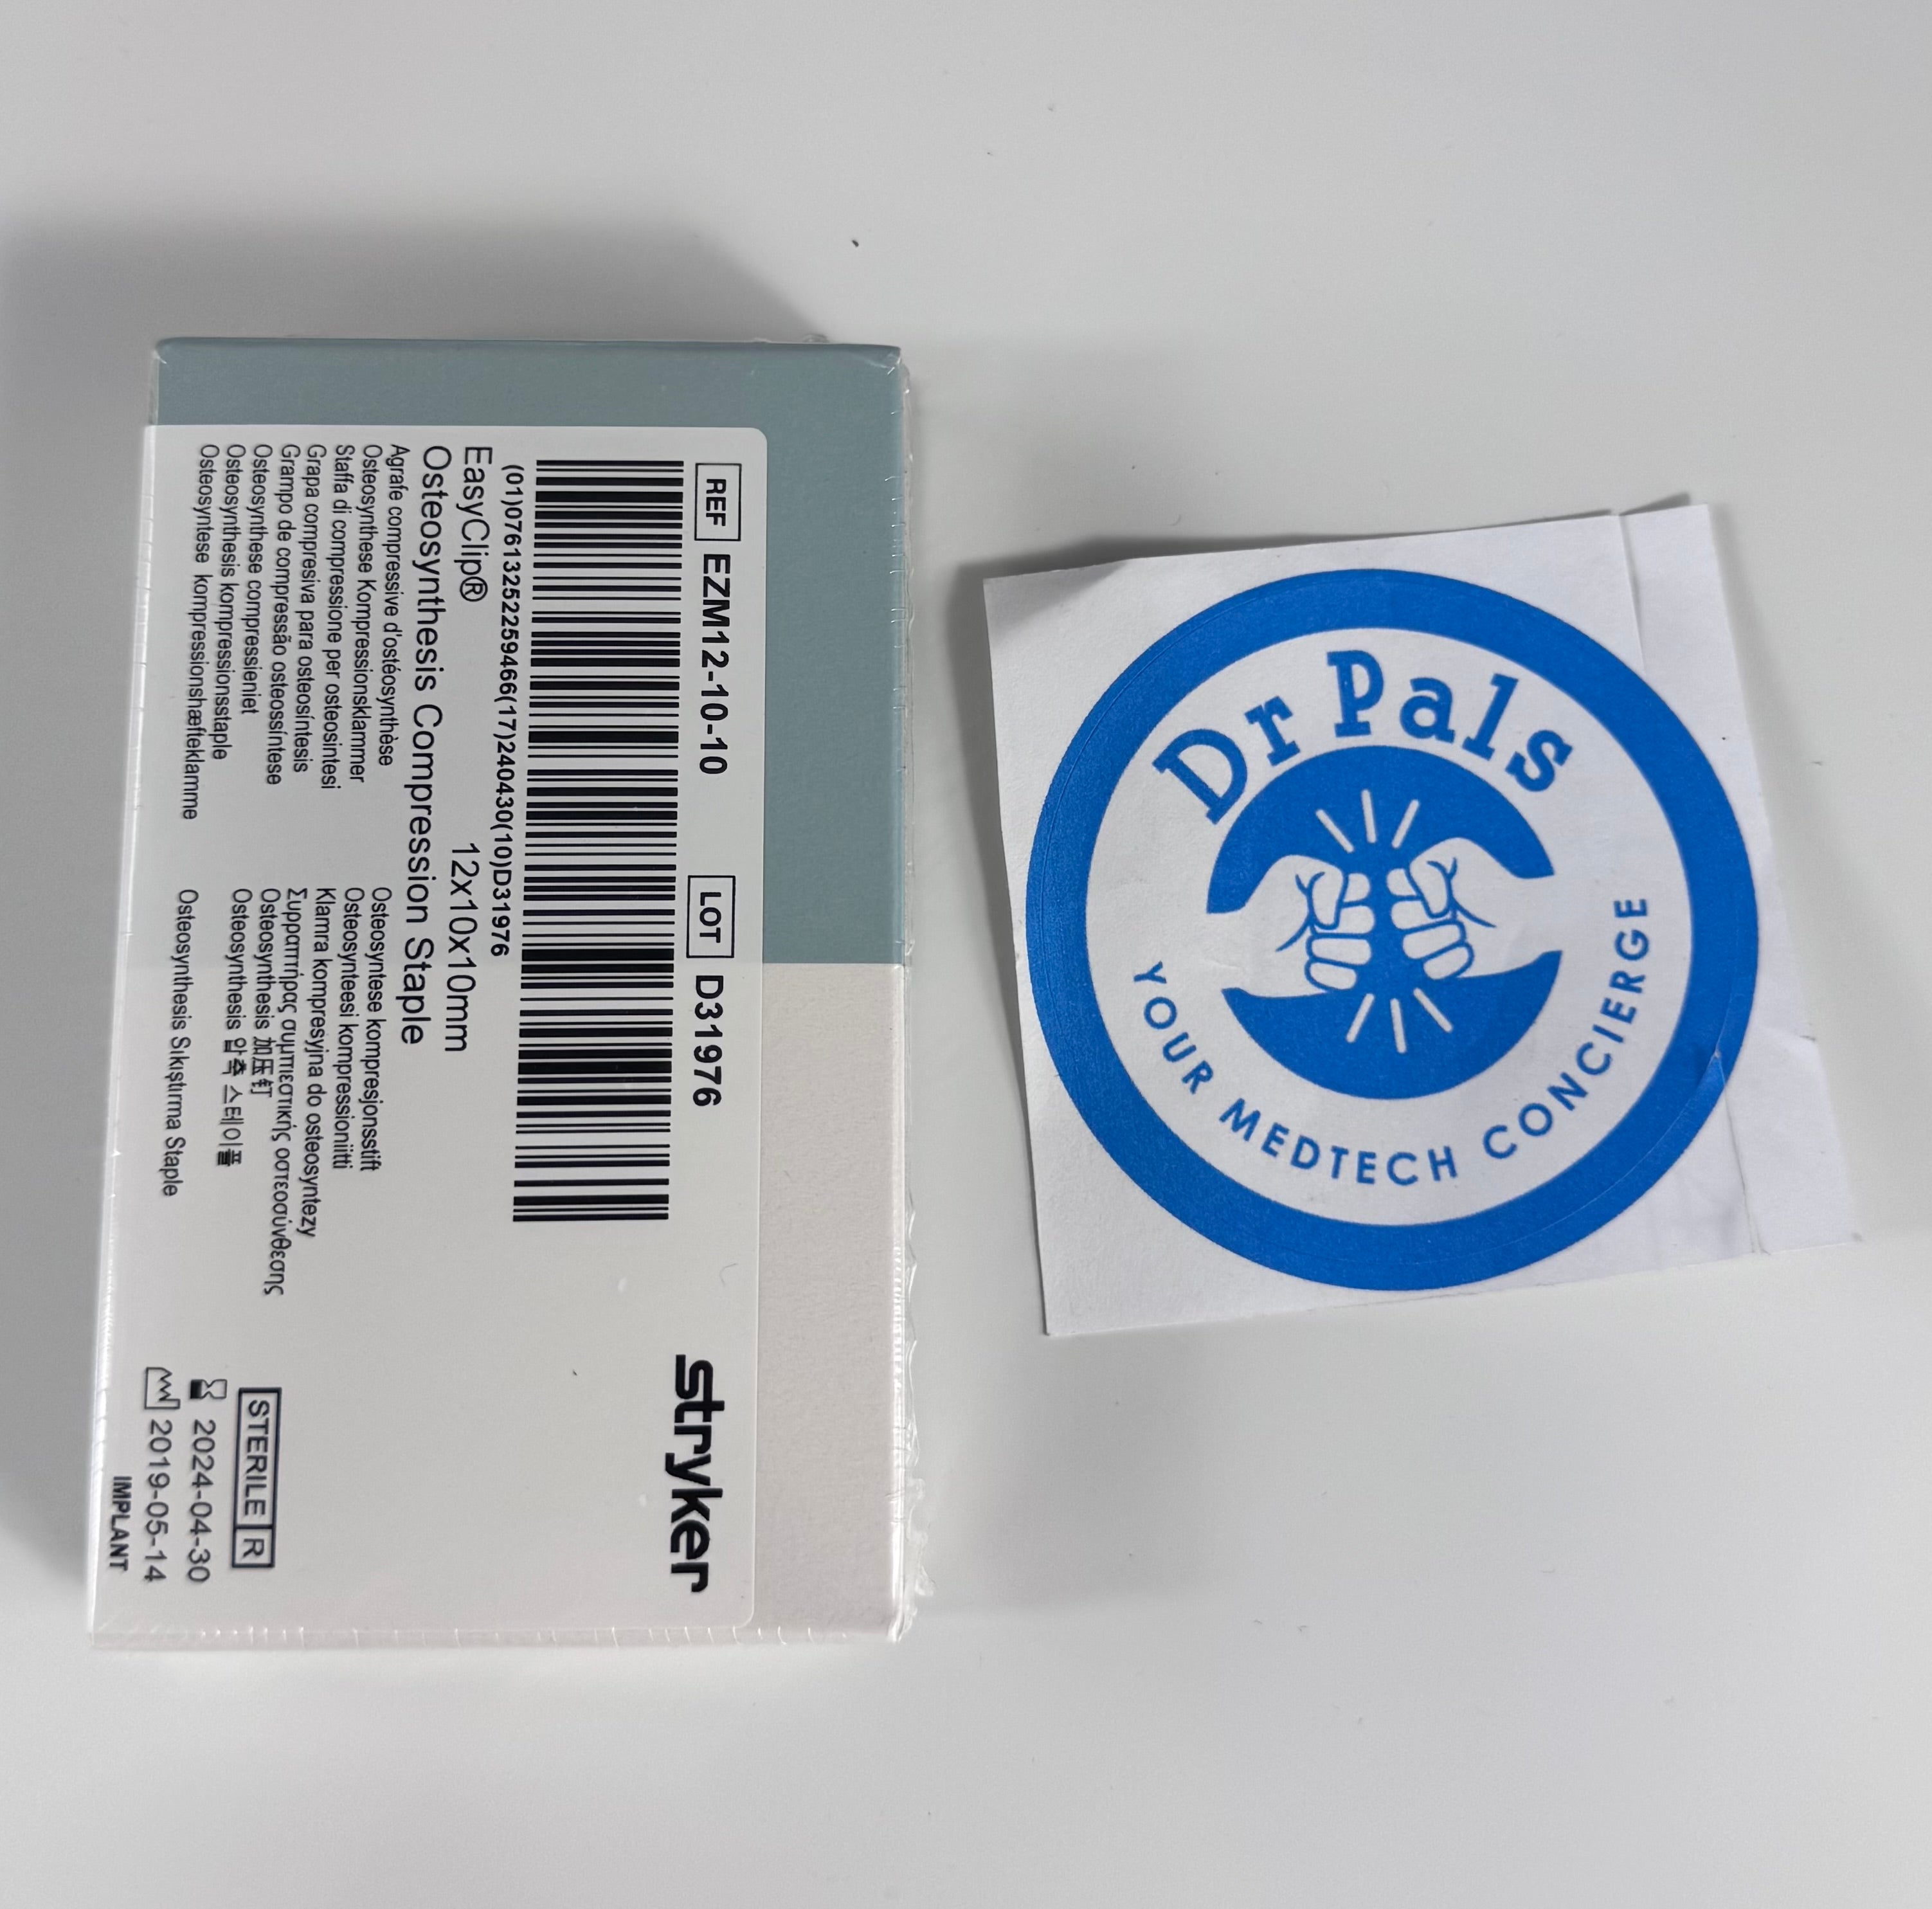 REF EZM12-10-10 LOT D31976
stryker
(01)07613252259466(17)240430(10)D31976
EasyClip® 12x10x10mm
Osteosynthesis Compression Staple
Agrafe compressive d'ostéosynthèse
Osteosynthese Kompressionsklammer
Staffa di compressione per osteosintesi
Grapa compresiva para osteosíntesis
Grampo de compressão osteossíntese
Osteosynthese compressieniet
Osteosynthesis kompressionsstaple
Osteosyntese kompressionshæfteklamme
Osteosyntese kompresjonsstift
Osteosynteesi kompressioniitti
Klamra kompresyjna do osteosyntezy
Συρραπτήρας συμπιεστικής οστεοσύνθεσης
Osteosynthesis 加压钉
Osteosynthesis 압축 스테이플
Osteosynthesis Sıkıştırma Staple
STERILE R
2024-04-30
2019-05-14
IMPLANT
Dr Pals
YOUR MEDTECH CONCIERGE